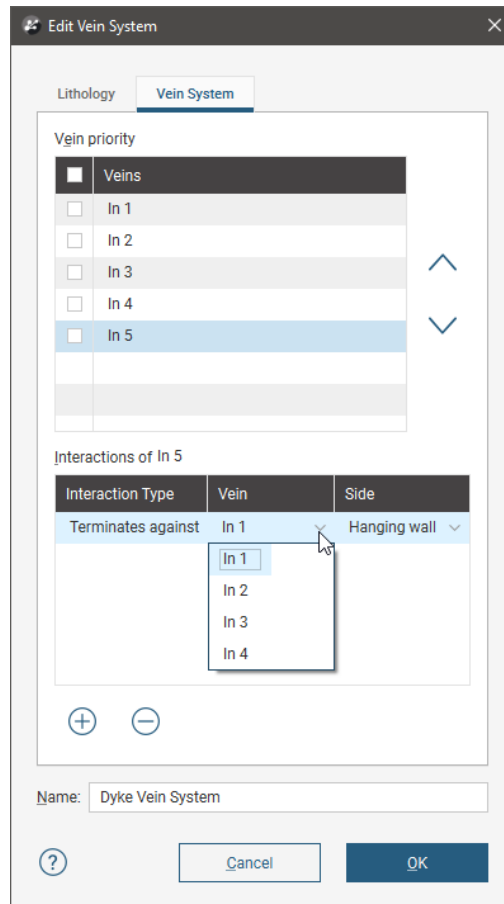 Edit Vein System
Lithology Vein System
Vein priority
Veins
In 1
In 2
In 3
In 4
In 5
Interactions of In 5
Interaction Type Vein Side
Terminates against In 1 Hanging wall
In 1
In 2
In 3
In 4
Name: Dyke Vein System
? Cancel OK